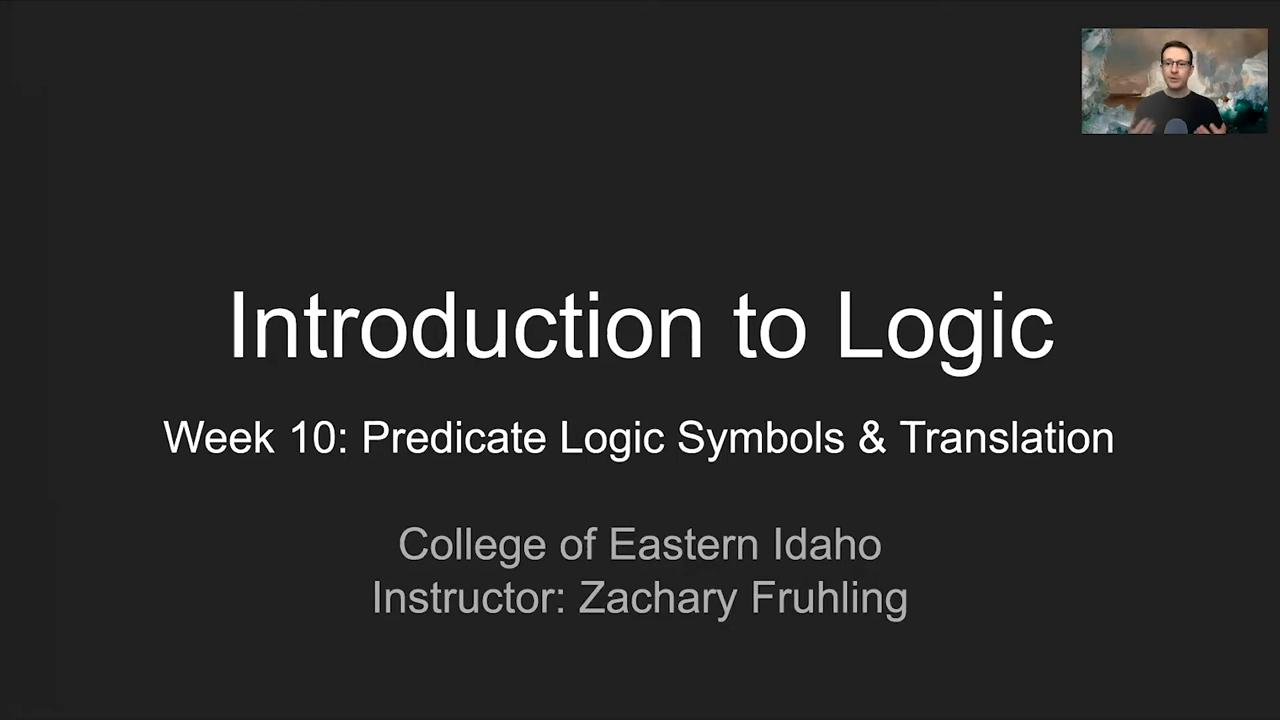 Introduction to Logic
Week 10: Predicate Logic Symbols & Translation
College of Eastern Idaho
Instructor: Zachary Fruhling